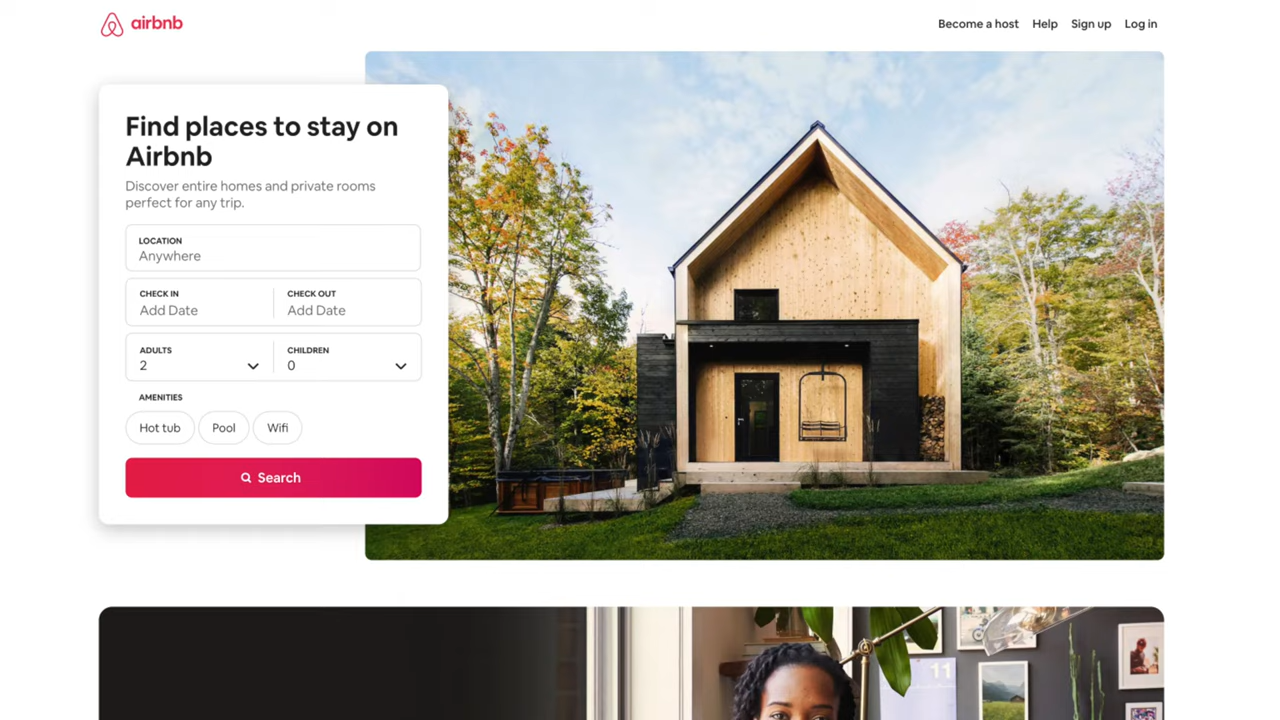 airbnb
Become a host Help Sign up Log in
Find places to stay on
Airbnb
Discover entire homes and private rooms
perfect for any trip.
LOCATION
Anywhere
CHECK IN CHECK OUT
Add Date Add Date
ADULTS CHILDREN
2 0
AMENITIES
Hot tub Pool Wifi
Search
11